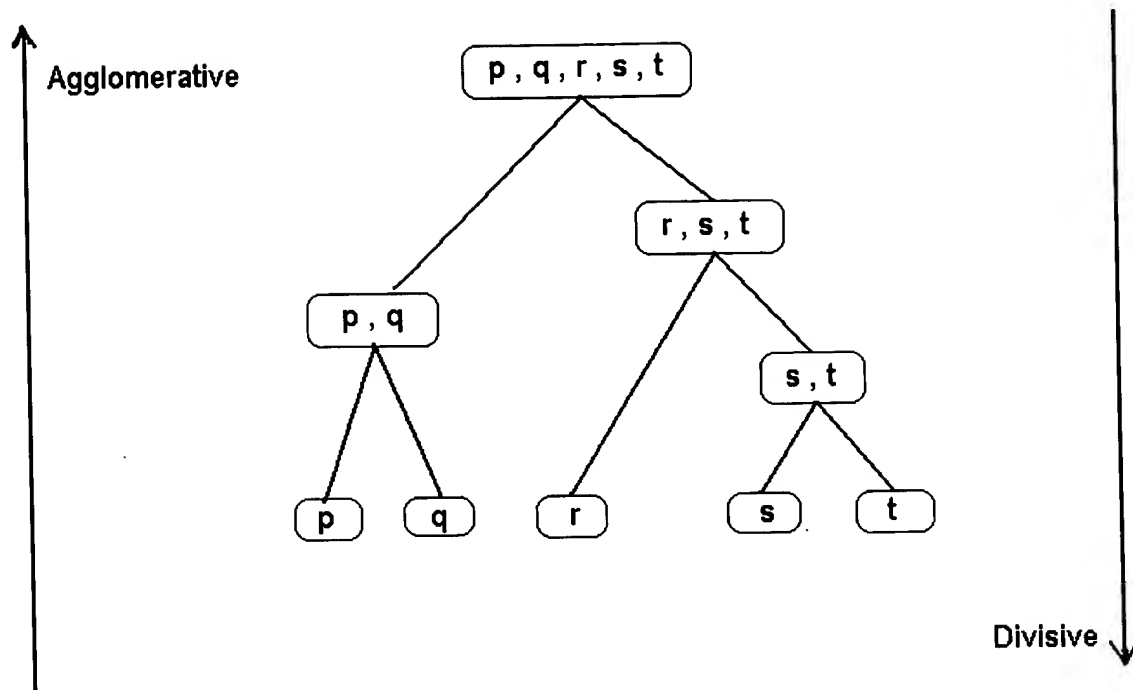 Agglomerative
p , q , r , s , t
r , s , t
p , q
s , t
p
q
r
s
t
Divisive